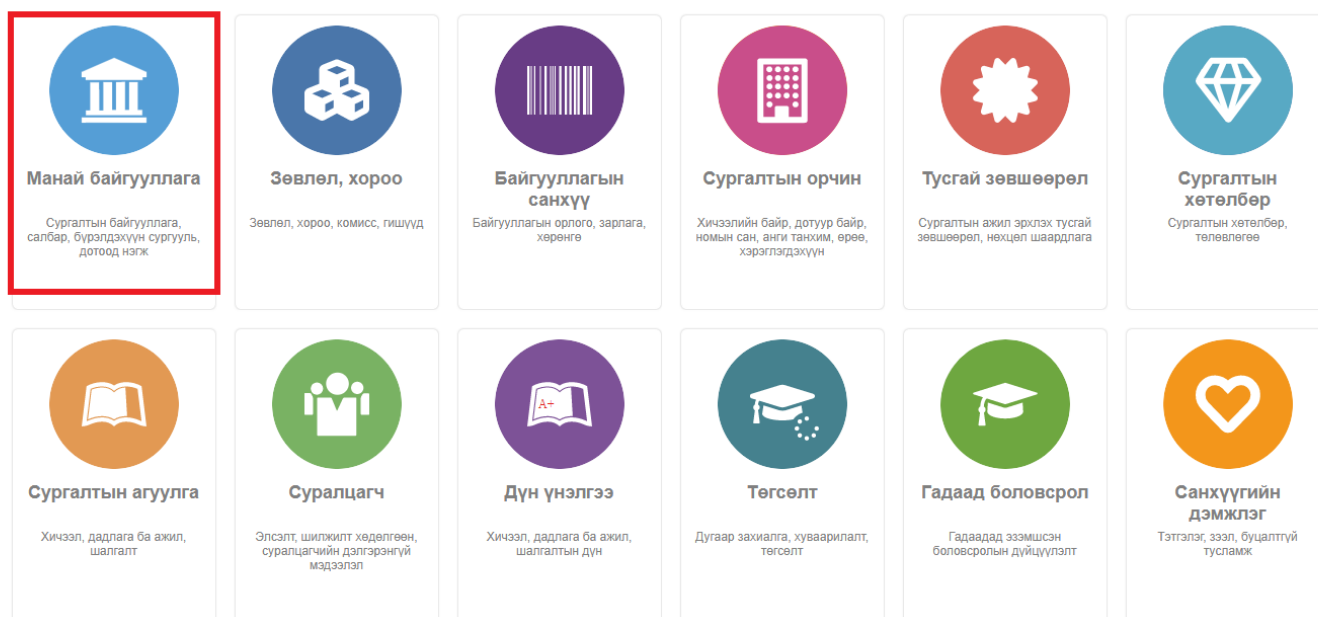 Манай байгууллага
Сургалтын байгууллага,
салбар, бүрэлдэхүүн сургууль,
дотоод нэгж
Зөвлөл, хороо
Зөвлөл, хороо, комисс, гишүүд
Байгууллагын
санхүү
Байгууллагын орлого, зарлага,
хөрөнгө
Сургалтын орчин
Хичээлийн байр, дотуур байр,
номын сан, анги танхим, өрөө,
хэрэглэгдэхүүн
Тусгай зөвшөөрөл
Сургалтын ажил эрхлэх тусгай
зөвшөөрөл, нөхцөл шаардлага
Сургалтын
хөтөлбөр
Сургалтын хөтөлбөр,
төлөвлөгөө
Сургалтын агуулга
Хичээл, дадлага ба ажил,
шалгалт
Суралцагч
Элсэлт, шилжилт хөдөлгөөн,
суралцагчийн дэлгэрэнгүй
мэдээлэл
A+
Дүн үнэлгээ
Хичээл, дадлага ба ажил,
шалгалтын дүн
Төгсөлт
Дугаар захиалга, хуваарилалт,
төгсөлт
Гадаад боловсрол
Гадаадад эзэмшсэн
боловсролын дүйцүүлэлт
Санхүүгийн
дэмжлэг
Тэтгэлэг, зээл, буцалтгүй
тусламж